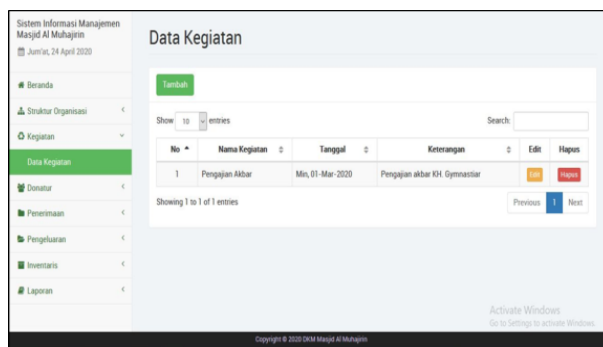 Sistem Informasi Manajemen
Masjid Al Muhajirin
Jum'at, 24 April 2020
Beranda
Struktur Organisasi
Kegiatan
Data Kegiatan
Donatur
Penerimaan
Pengeluaran
Inventaris
Laporan
Data Kegiatan
Tambah
Show 10 entries Search:
No Nama Kegiatan Tanggal Keterangan Edit Hapus
1 Pengajian Akbar Min, 01-Mar-2020 Pengajian akbar KH. Gymnastiar Edit Hapus
Showing 1 to 1 of 1 entries Previous 1 Next
Activate Windows
Go to Settings to activate Windows.
Copyright © 2020 DKM Masjid Al Muhajirin